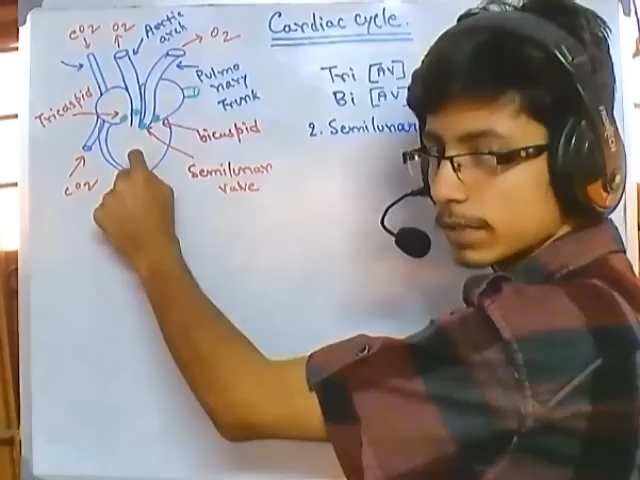 Cardiac cycle.
CO2
O2
Aortic
arch
O2
Pulmo
nary
Trunk
Tricaspid
bicuspid
CO2
Semilunar
valve
Tri [AV]
Bi [AV]
2. Semilunar